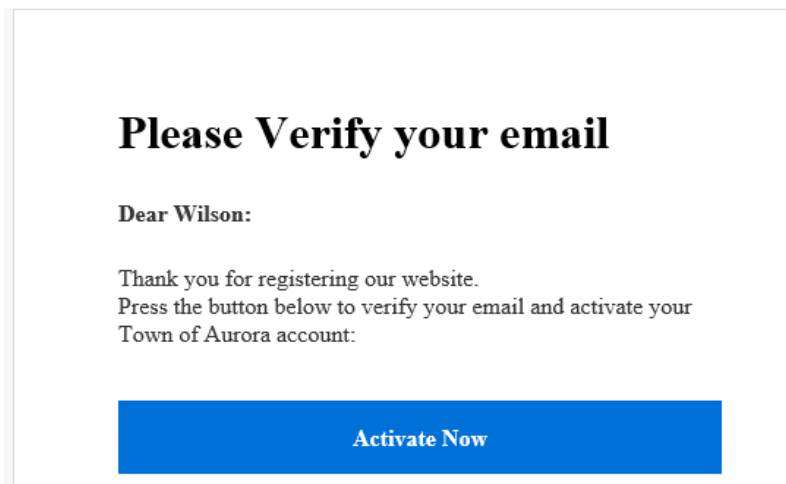 Please Verify your email
Dear Wilson:
Thank you for registering our website.
Press the button below to verify your email and activate your
Town of Aurora account:
Activate Now